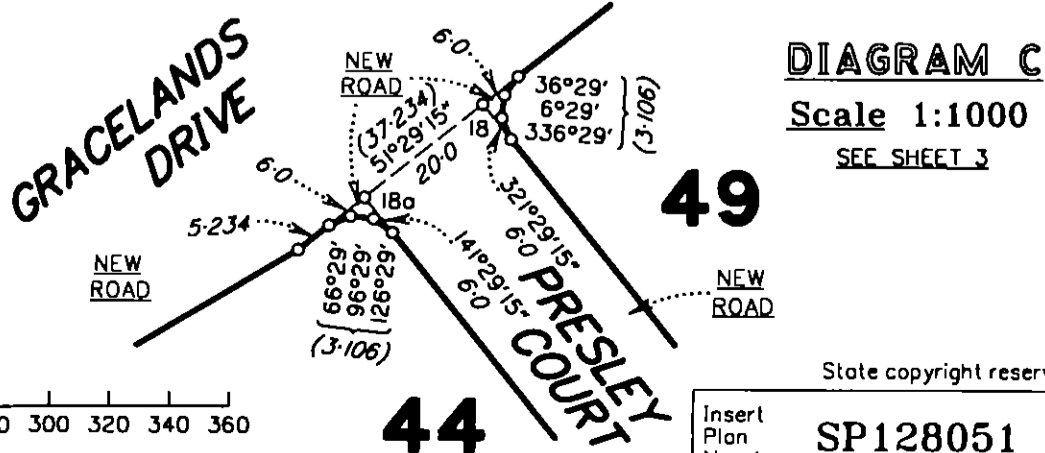 GRACELANDS
DRIVE
NEW
ROAD
6·0
36°29'
6°29'
336°29'
(3·106)
DIAGRAM C
Scale 1:1000
SEE SHEET 3
(37·234)
51°29'15"
20·0
18
6·0
18a
5·234
49
321°29'15"
6·0
NEW
ROAD
66°29'
96°29'
126°29'
(3·106)
141°29'15"
6·0
PRESLEY
COURT
NEW
ROAD
300 320 340 360
44
State copyright reserv
Insert
Plan
SP128051